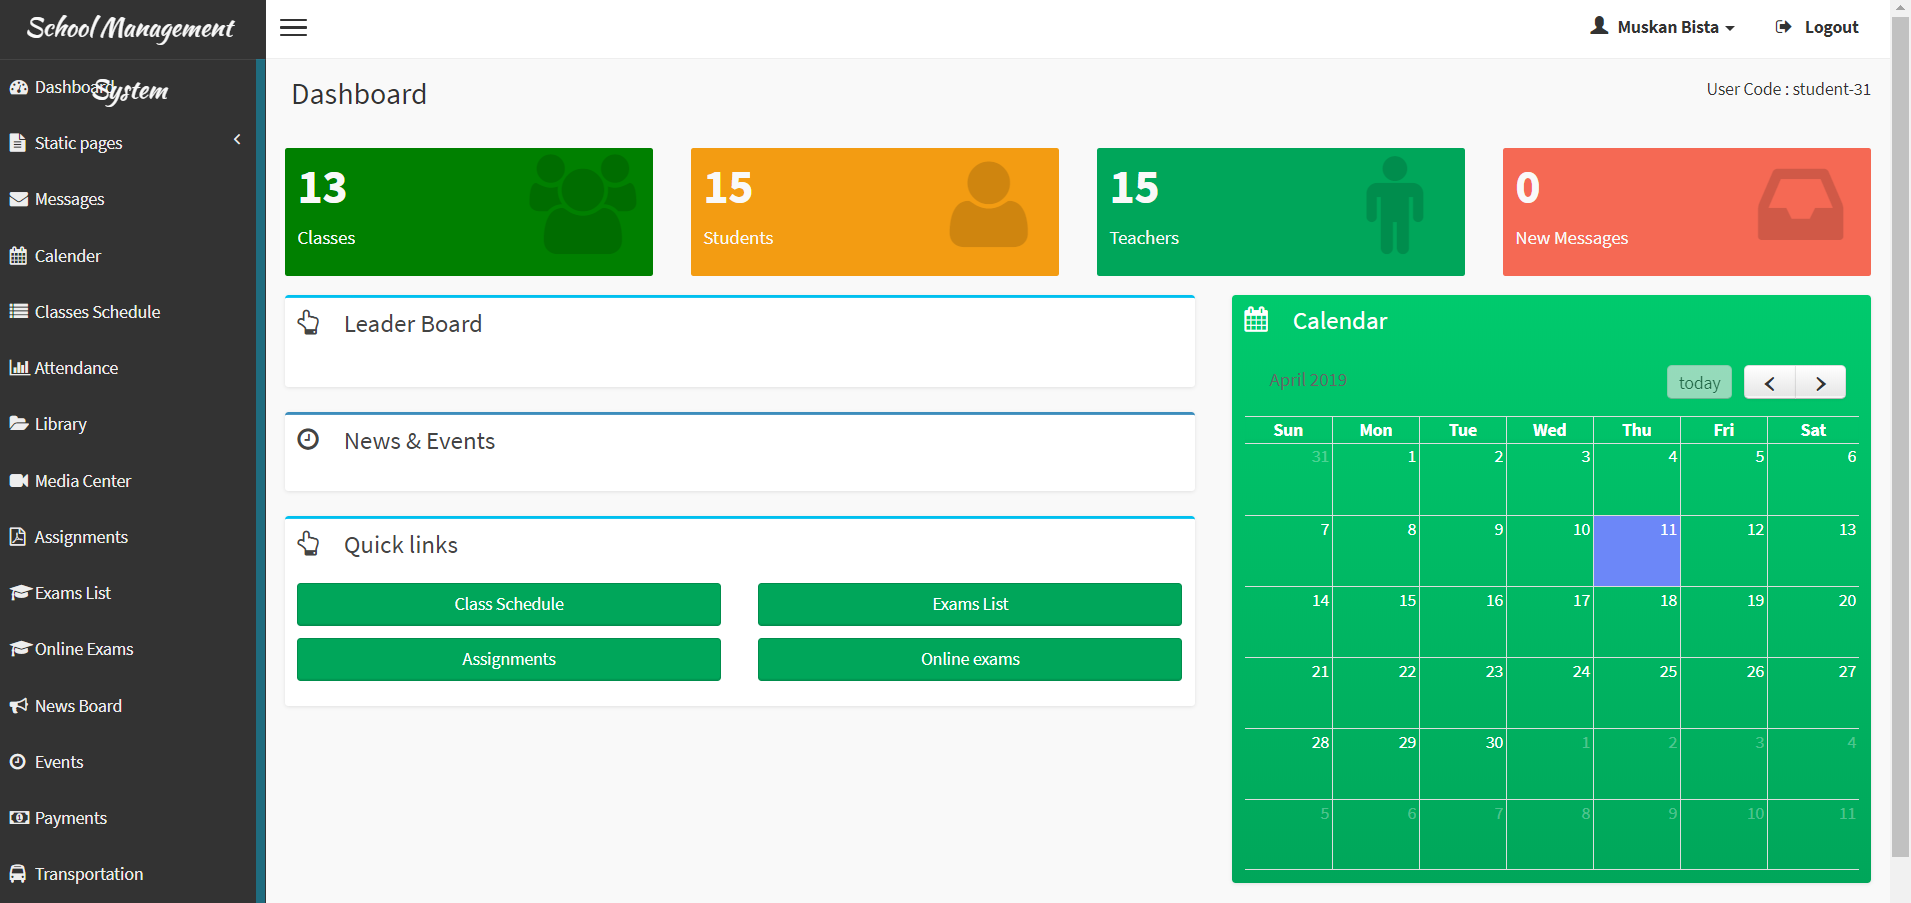 School Management
System
Muskan Bista
Logout
Dashboard
Static pages
Messages
Calender
Classes Schedule
Attendance
Library
Media Center
Assignments
Exams List
Online Exams
News Board
Events
Payments
Transportation
Dashboard
User Code : student-31
13
Classes
15
Students
15
Teachers
0
New Messages
Leader Board
News & Events
Quick links
Class Schedule
Exams List
Assignments
Online exams
Calendar
April 2019
today
Sun Mon Tue Wed Thu Fri Sat
31 1 2 3 4 5 6
7 8 9 10 11 12 13
14 15 16 17 18 19 20
21 22 23 24 25 26 27
28 29 30 1 2 3 4
5 6 7 8 9 10 11